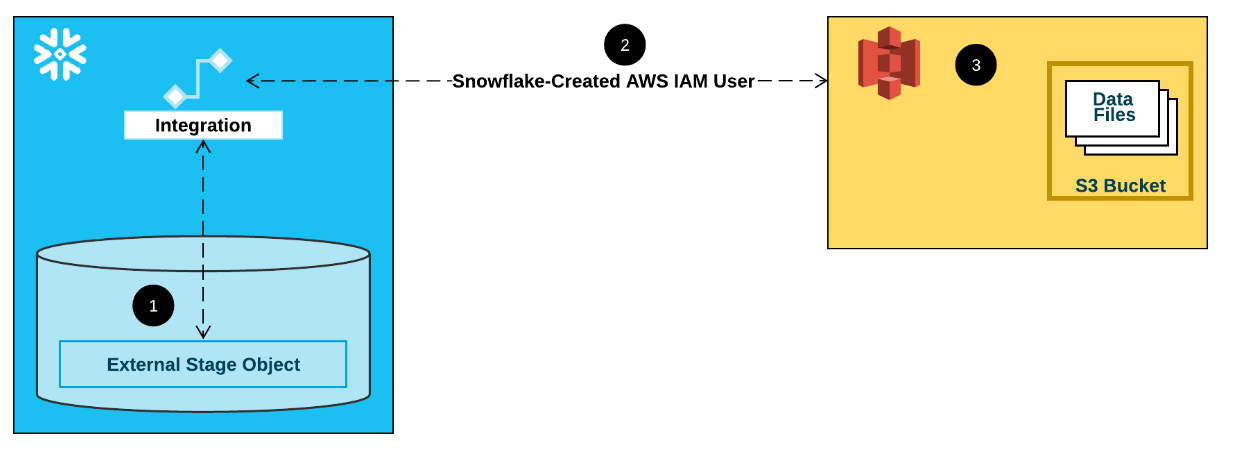 2
Snowflake-Created AWS IAM User
3
Data
Files
Integration
S3 Bucket
1
External Stage Object